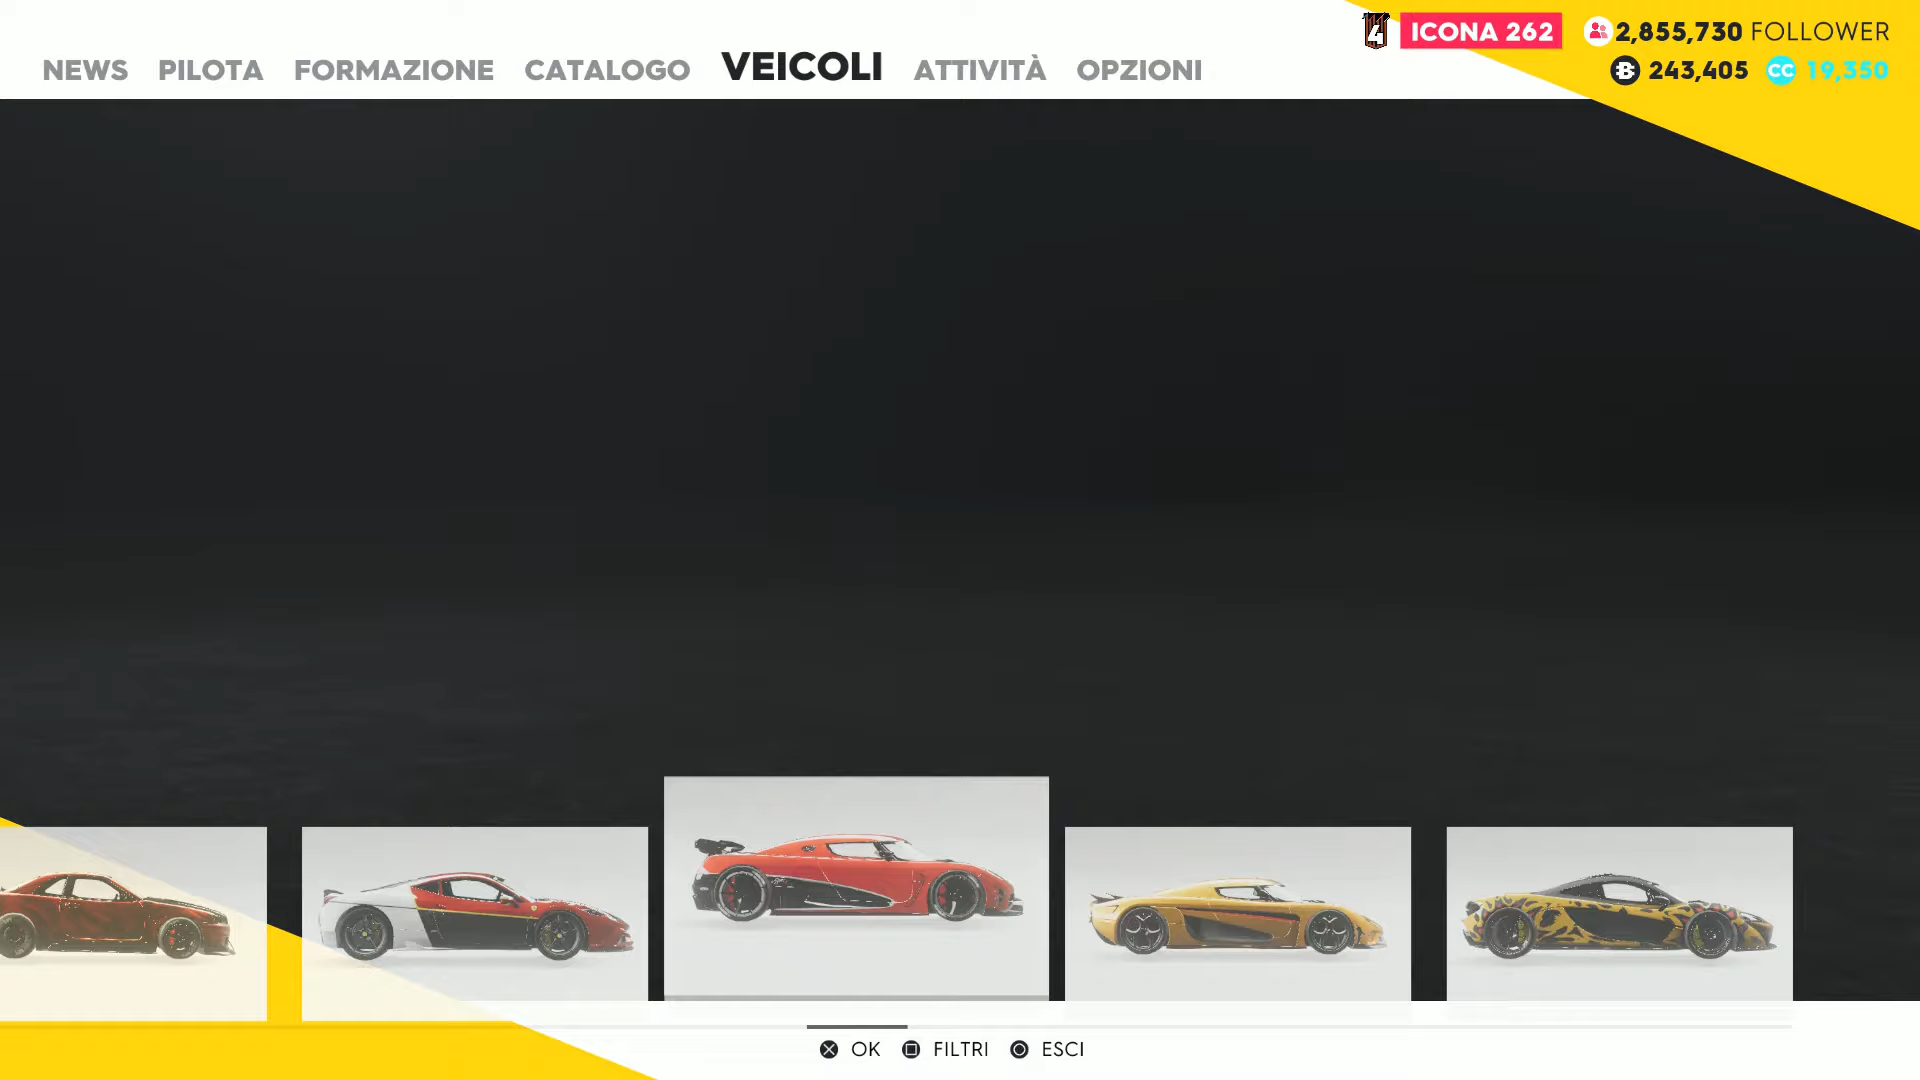 ICONA 262 2,855,730 FOLLOWER
NEWS PILOTA FORMAZIONE CATALOGO VEICOLI ATTIVITÀ OPZIONI
243,405 CC 19,350
OK FILTRI ESCI